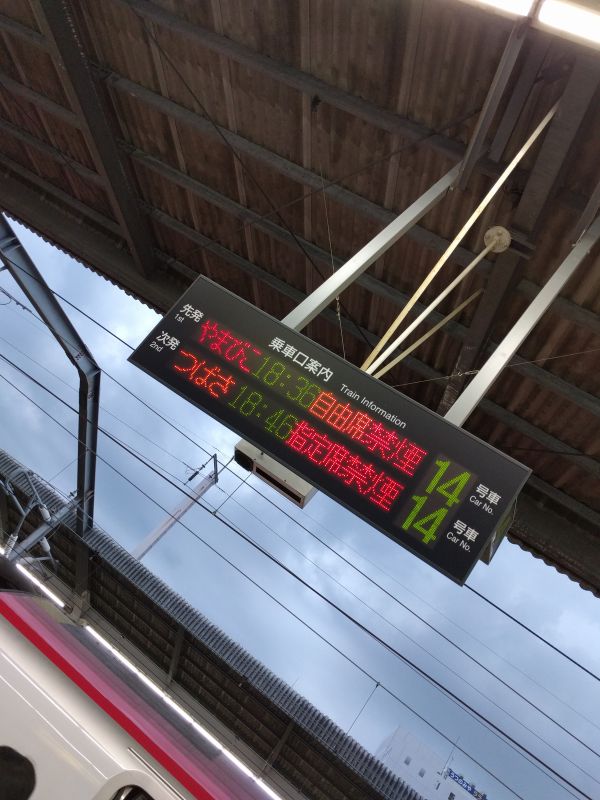 乗車口案内 Train Information
先発 やまびこ 18:36 自由席禁煙 14 号車
1st Car No.
次発 つばさ 18:46 指定席禁煙 14 号車
2nd Car No.